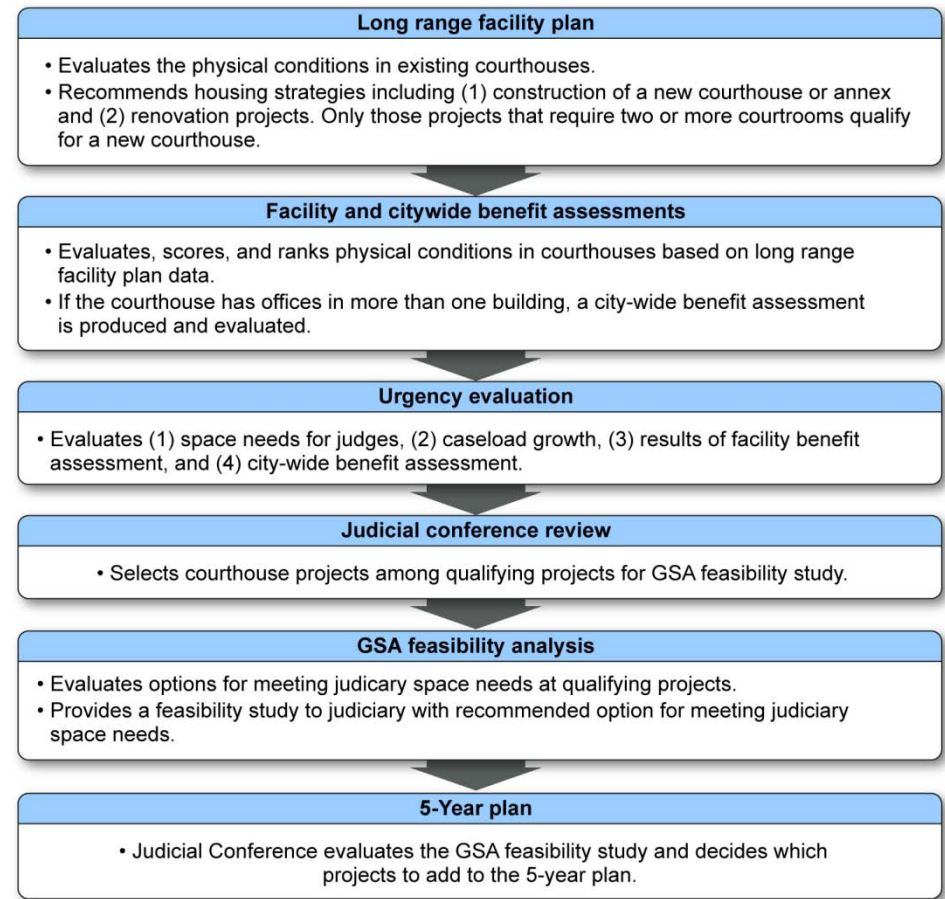 Long range facility plan
• Evaluates the physical conditions in existing courthouses.
• Recommends housing strategies including (1) construction of a new courthouse or annex
and (2) renovation projects. Only those projects that require two or more courtrooms qualify
for a new courthouse.
Facility and citywide benefit assessments
• Evaluates, scores, and ranks physical conditions in courthouses based on long range
facility plan data.
• If the courthouse has offices in more than one building, a city-wide benefit assessment
is produced and evaluated.
Urgency evaluation
• Evaluates (1) space needs for judges, (2) caseload growth, (3) results of facility benefit
assessment, and (4) city-wide benefit assessment.
Judicial conference review
• Selects courthouse projects among qualifying projects for GSA feasibility study.
GSA feasibility analysis
• Evaluates options for meeting judicary space needs at qualifying projects.
• Provides a feasibility study to judiciary with recommended option for meeting judiciary
space needs.
5-Year plan
• Judicial Conference evaluates the GSA feasibility study and decides which
projects to add to the 5-year plan.